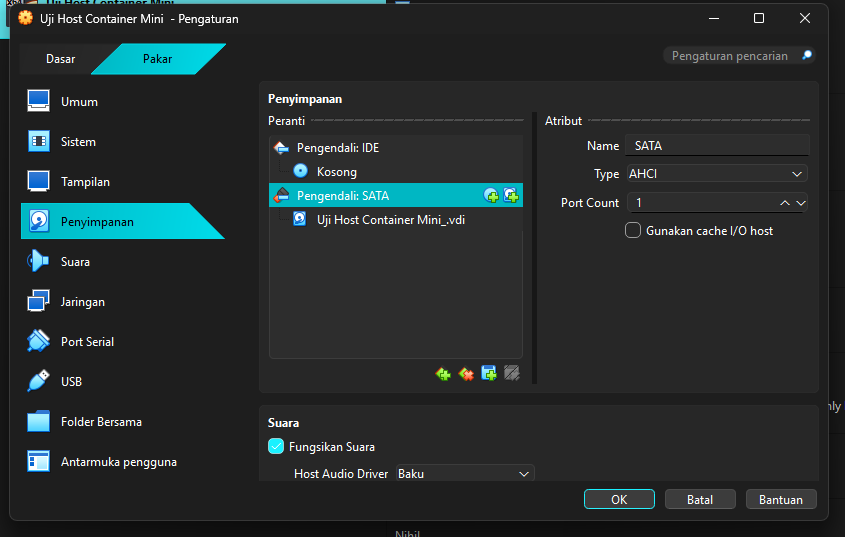 Uji Host Container Mini - Pengaturan
Dasar
Pakar
Pengaturan pencarian
Umum
Sistem
Tampilan
Penyimpanan
Suara
Jaringan
Port Serial
USB
Folder Bersama
Antarmuka pengguna
Penyimpanan
Peranti
Pengendali: IDE
Kosong
Pengendali: SATA
Uji Host Container Mini_.vdi
Atribut
Name SATA
Type AHCI
Port Count 1
Gunakan cache I/O host
Suara
Fungsikan Suara
Host Audio Driver Baku
OK
Batal
Bantuan
Nihil